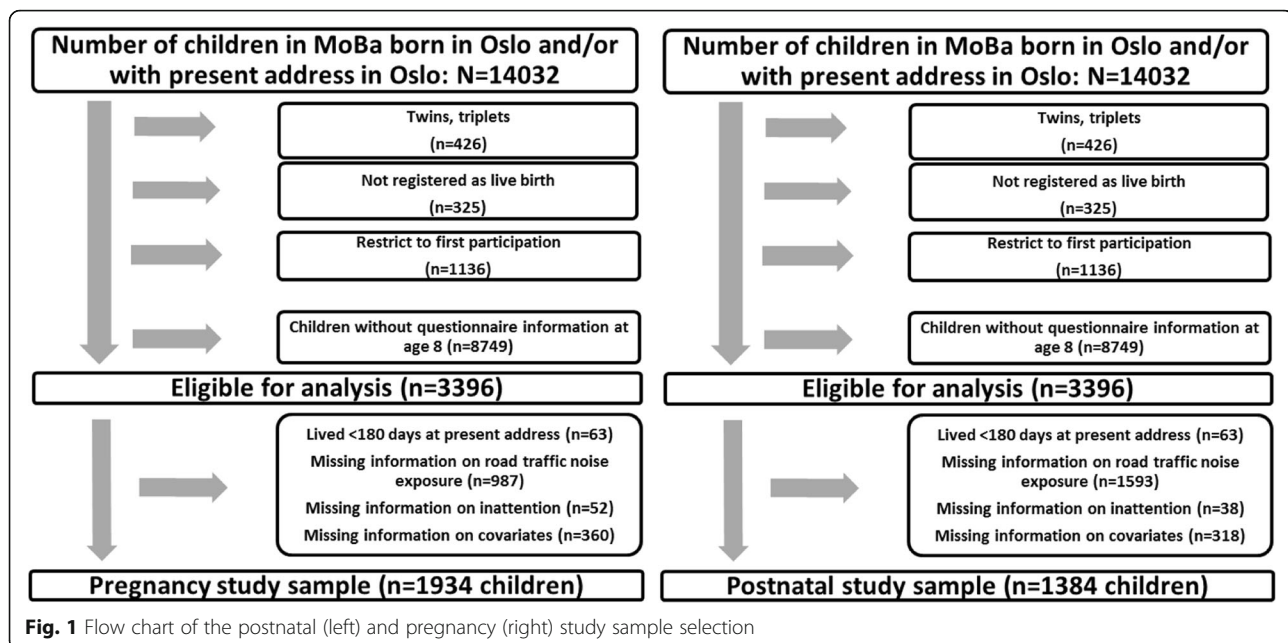 Number of children in MoBa born in Oslo and/or
with present address in Oslo: N=14032
Twins, triplets
(n=426)
Not registered as live birth
(n=325)
Restrict to first participation
(n=1136)
Children without questionnaire information at
age 8 (n=8749)
Eligible for analysis (n=3396)
Lived <180 days at present address (n=63)
Missing information on road traffic noise
exposure (n=987)
Missing information on inattention (n=52)
Missing information on covariates (n=360)
Pregnancy study sample (n=1934 children)
Number of children in MoBa born in Oslo and/or
with present address in Oslo: N=14032
Twins, triplets
(n=426)
Not registered as live birth
(n=325)
Restrict to first participation
(n=1136)
Children without questionnaire information at
age 8 (n=8749)
Eligible for analysis (n=3396)
Lived <180 days at present address (n=63)
Missing information on road traffic noise
exposure (n=1593)
Missing information on inattention (n=38)
Missing information on covariates (n=318)
Postnatal study sample (n=1384 children)
Fig. 1 Flow chart of the postnatal (left) and pregnancy (right) study sample selection